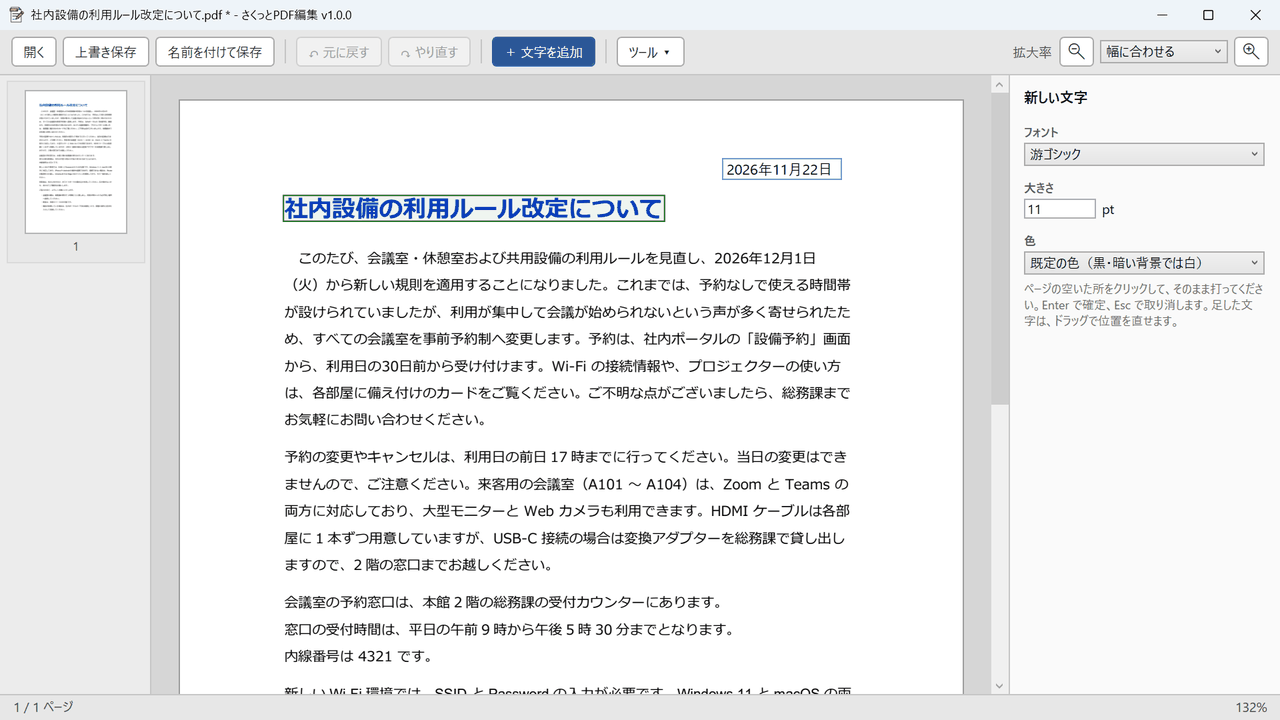 社内設備の利用ルール改定について.pdf * - さくっとPDF編集 v1.0.0
開く 上書き保存 名前を付けて保存 元に戻す やり直す ＋ 文字を追加 ツール ▼ 拡大率 幅に合わせる
1
2026年11月22日
社内設備の利用ルール改定について
このたび、会議室・休憩室および共用設備の利用ルールを見直し、2026年12月1日
（火）から新しい規則を適用することになりました。これまでは、予約なしで使える時間帯
が設けられていましたが、利用が集中して会議が始められないという声が多く寄せられたた
め、すべての会議室を事前予約制へ変更します。予約は、社内ポータルの「設備予約」画面
から、利用日の30日前から受け付けます。Wi-Fi の接続情報や、プロジェクターの使い方
は、各部屋に備え付けのカードをご覧ください。ご不明な点がございましたら、総務課まで
お気軽にお問い合わせください。
予約の変更やキャンセルは、利用日の前日 17 時までに行ってください。当日の変更はでき
ませんので、ご注意ください。来客用の会議室（A101 ～ A104）は、Zoom と Teams の
両方に対応しており、大型モニターと Web カメラも利用できます。HDMI ケーブルは各部
屋に 1 本ずつ用意していますが、USB-C 接続の場合は変換アダプターを総務課で貸し出し
ますので、2 階の窓口までお越しください。
会議室の予約窓口は、本館 2 階の総務課の受付カウンターにあります。
窓口の受付時間は、平日の午前 9 時から午後 5 時 30 分までとなります。
内線番号は 4321 です。
新しい Wi-Fi 環境では、SSID と Password の入力が必要です。Windows 11 と macOS の両
新しい文字
フォント
游ゴシック
大きさ
11 pt
色
既定の色（黒・暗い背景では白）
ページの空いた所をクリックして、そのまま打ってくださ
い。Enter で確定、Esc で取り消します。足した文
字は、ドラッグで位置を直せます。
1 / 1 ページ
132%